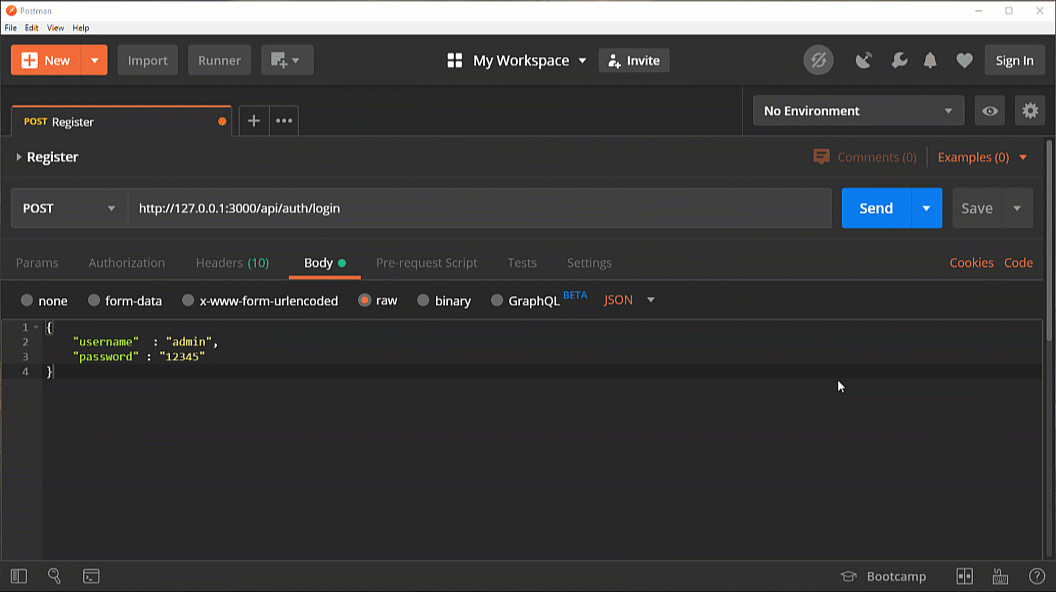 Postman
File Edit View Help
New Import Runner My Workspace Invite Sign In
POST Register No Environment
Register Comments (0) Examples (0)
POST http://127.0.0.1:3000/api/auth/login Send Save
Params Authorization Headers (10) Body Pre-request Script Tests Settings Cookies Code
none form-data x-www-form-urlencoded raw binary GraphQL BETA JSON
1 {
2 "username" : "admin",
3 "password" : "12345"
4 }
Bootcamp